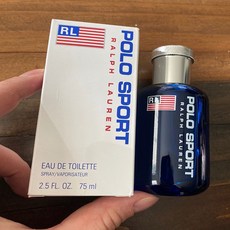 RL
POLO SPORT
RALPH LAUREN
EAU DE TOILETTE
SPRAY/VAPORISATEUR
2.5 FL. OZ. 75 ml
RL
POLO SPORT
RALPH LAUREN